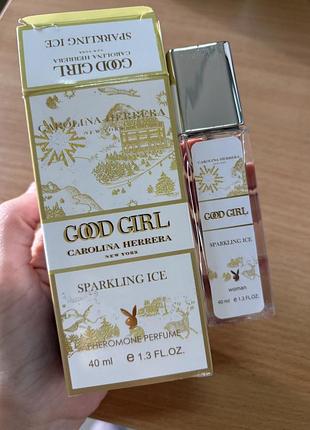 SPARKLING ICE
CAROLINA HERRERA
NEW YORK
GOOD GIRL
CAROLINA HERRERA
NEW YORK
GOOD GIRL
CAROLINA HERRERA
NEW YORK
SPARKLING ICE
PHEROMONE PERFUME
40 ml e 1.3 FL.OZ.
CAROLINA HERRERA
NEW YORK
GOOD GIRL
SPARKLING ICE
woman
40 ml e 1.3 FL.OZ.